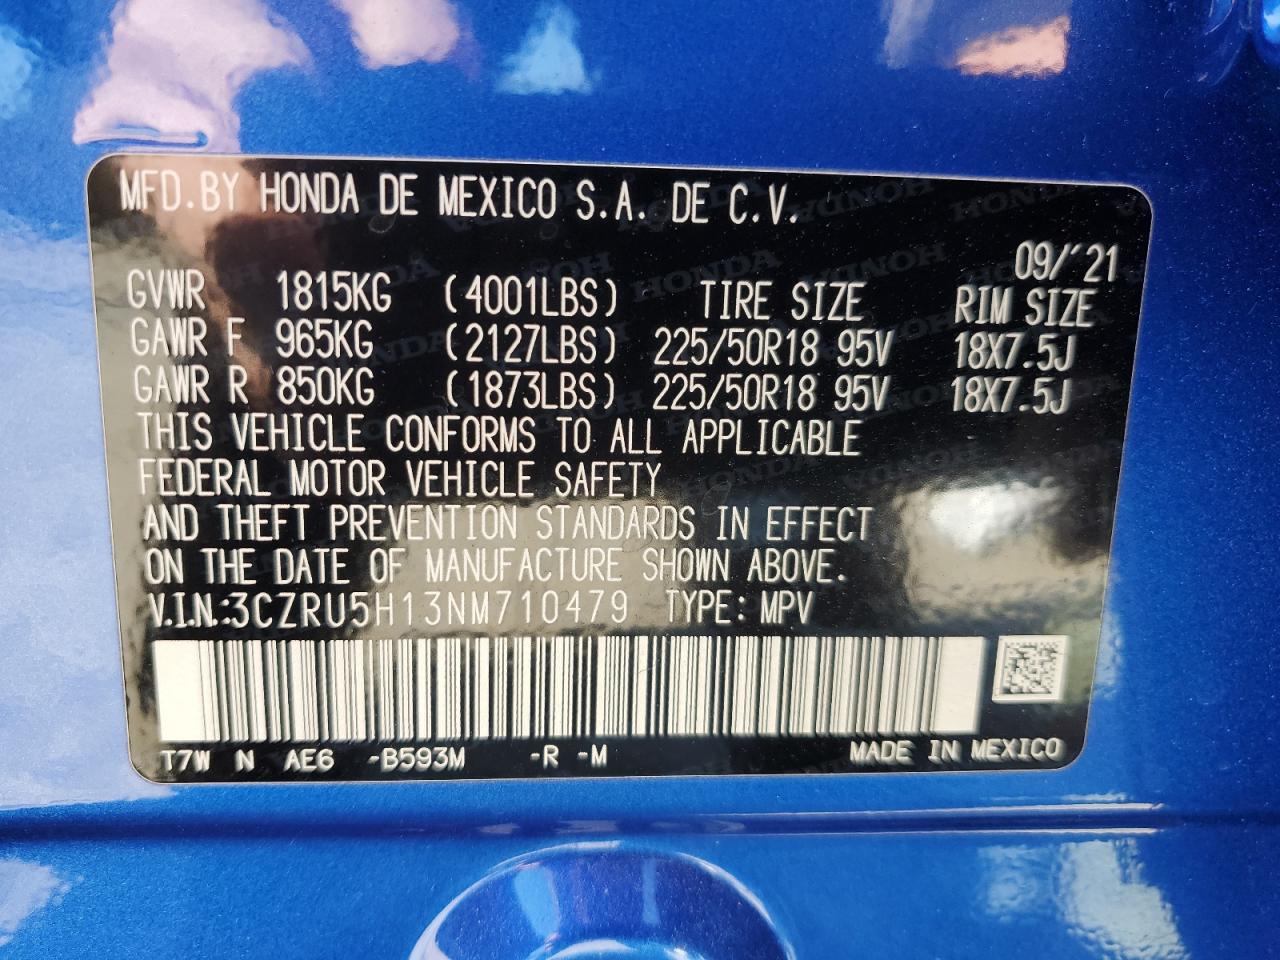 MFD.BY HONDA DE MEXICO S.A. DE C.V.
09/'21
GVWR 1815KG (4001LBS) TIRE SIZE RIM SIZE
GAWR F 965KG (2127LBS) 225/50R18 95V 18X7.5J
GAWR R 850KG (1873LBS) 225/50R18 95V 18X7.5J
THIS VEHICLE CONFORMS TO ALL APPLICABLE
FEDERAL MOTOR VEHICLE SAFETY
AND THEFT PREVENTION STANDARDS IN EFFECT
ON THE DATE OF MANUFACTURE SHOWN ABOVE.
V.I.N.:3CZRU5H13NM710479 TYPE: MPV
T7W N AE6 -B593M -R -M MADE IN MEXICO